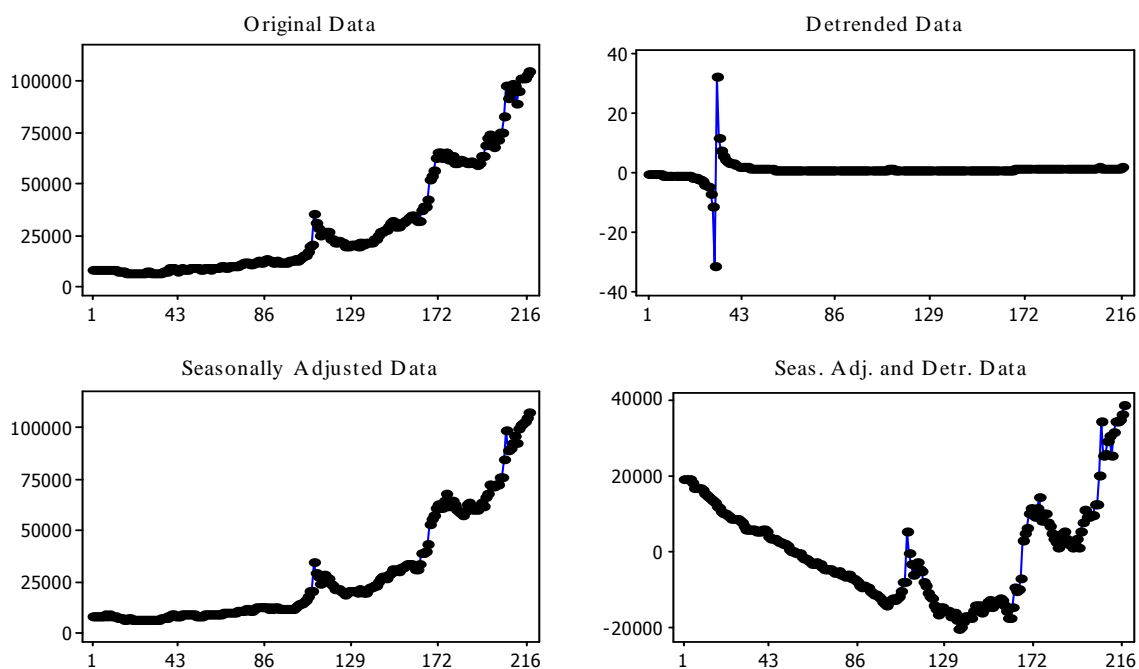 Original Data
100000
75000
50000
25000
0
1 43 86 129 172 216
Detrended Data
40
20
0
-20
-40
1 43 86 129 172 216
Seasonally Adjusted Data
100000
75000
50000
25000
0
1 43 86 129 172 216
Seas. Adj. and Detr. Data
40000
20000
0
-20000
1 43 86 129 172 216